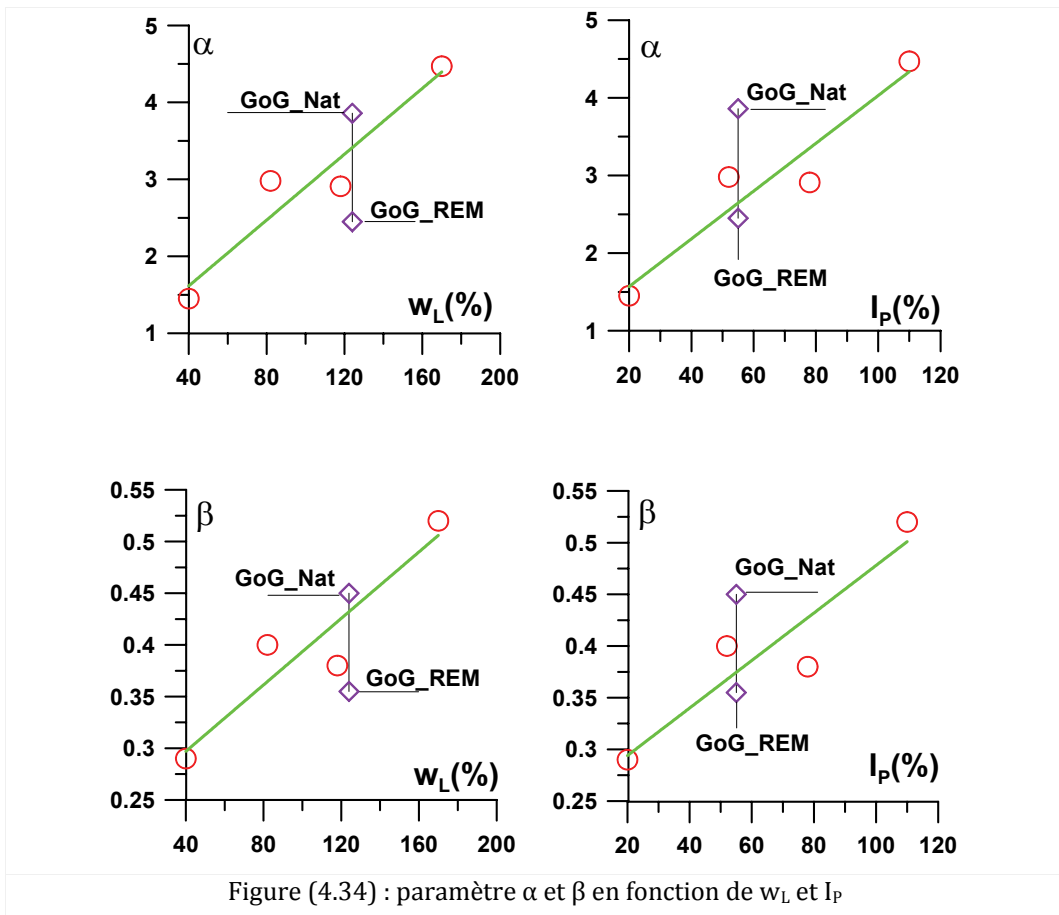 5
α
4
3
2
1
GoG_Nat
GoG_REM
w_L(%)
40 80 120 160 200
5
α
4
3
2
1
GoG_Nat
GoG_REM
I_P(%)
20 40 60 80 100 120
0.55
β
0.5
0.45
0.4
0.35
0.3
0.25
GoG_Nat
GoG_REM
w_L(%)
40 80 120 160 200
0.55
β
0.5
0.45
0.4
0.35
0.3
0.25
GoG_Nat
GoG_REM
I_P(%)
20 40 60 80 100 120
Figure (4.34) : paramètre α et β en fonction de w_L et I_P